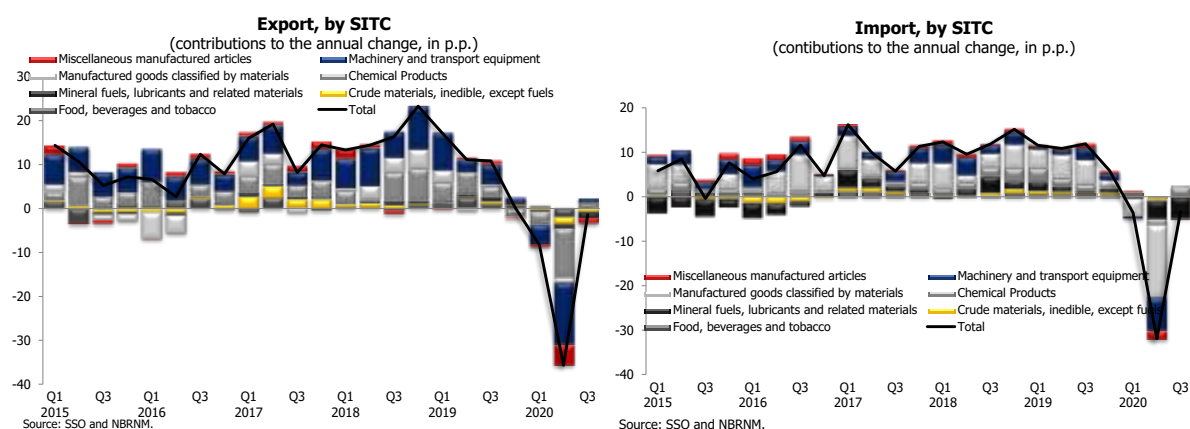 Export, by SITC
(contributions to the annual change, in p.p.)
Miscellaneous manufactured articles
Machinery and transport equipment
Manufactured goods classified by materials
Chemical Products
Mineral fuels, lubricants and related materials
Crude materials, inedible, except fuels
Food, beverages and tobacco
Total
30
20
10
0
-10
-20
-30
-40
Q1 Q3 Q1 Q3 Q1 Q3 Q1 Q3 Q1 Q3 Q1 Q3
2015 2016 2017 2018 2019 2020
Source: SSO and NBRNM.
Import, by SITC
(contibutions to the annual change, in p.p.)
20
10
0
-10
-20
-30
-40
Miscellaneous manufactured articles
Machinery and transport equipment
Manufactured goods classified by materials
Chemical Products
Mineral fuels, lubricants and related materials
Crude materials, inedible, except fuels
Food, beverages and tobacco
Total
Q1 Q3 Q1 Q3 Q1 Q3 Q1 Q3 Q1 Q3 Q1 Q3
2015 2016 2017 2018 2019 2020
Source: SSO and NBRNM.